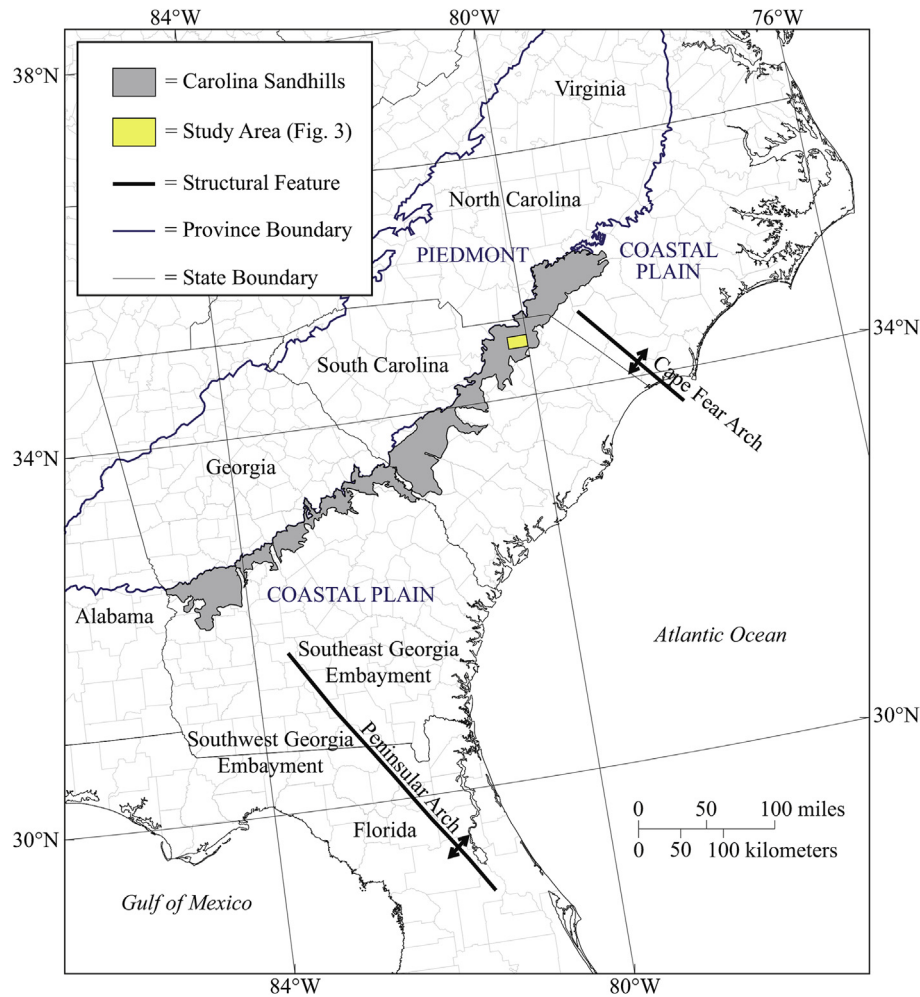 84°W
80°W
76°W
38°N
= Carolina Sandhills
= Study Area (Fig. 3)
= Structural Feature
= Province Boundary
= State Boundary
Virginia
North Carolina
PIEDMONT
COASTAL
PLAIN
34°N
South Carolina
Cape Fear Arch
34°N
Georgia
COASTAL PLAIN
Alabama
Atlantic Ocean
Southeast Georgia
Embayment
30°N
Southwest Georgia
Embayment
Peninsular Arch
Florida
30°N
0 50 100 miles
0 50 100 kilometers
Gulf of Mexico
84°W
80°W